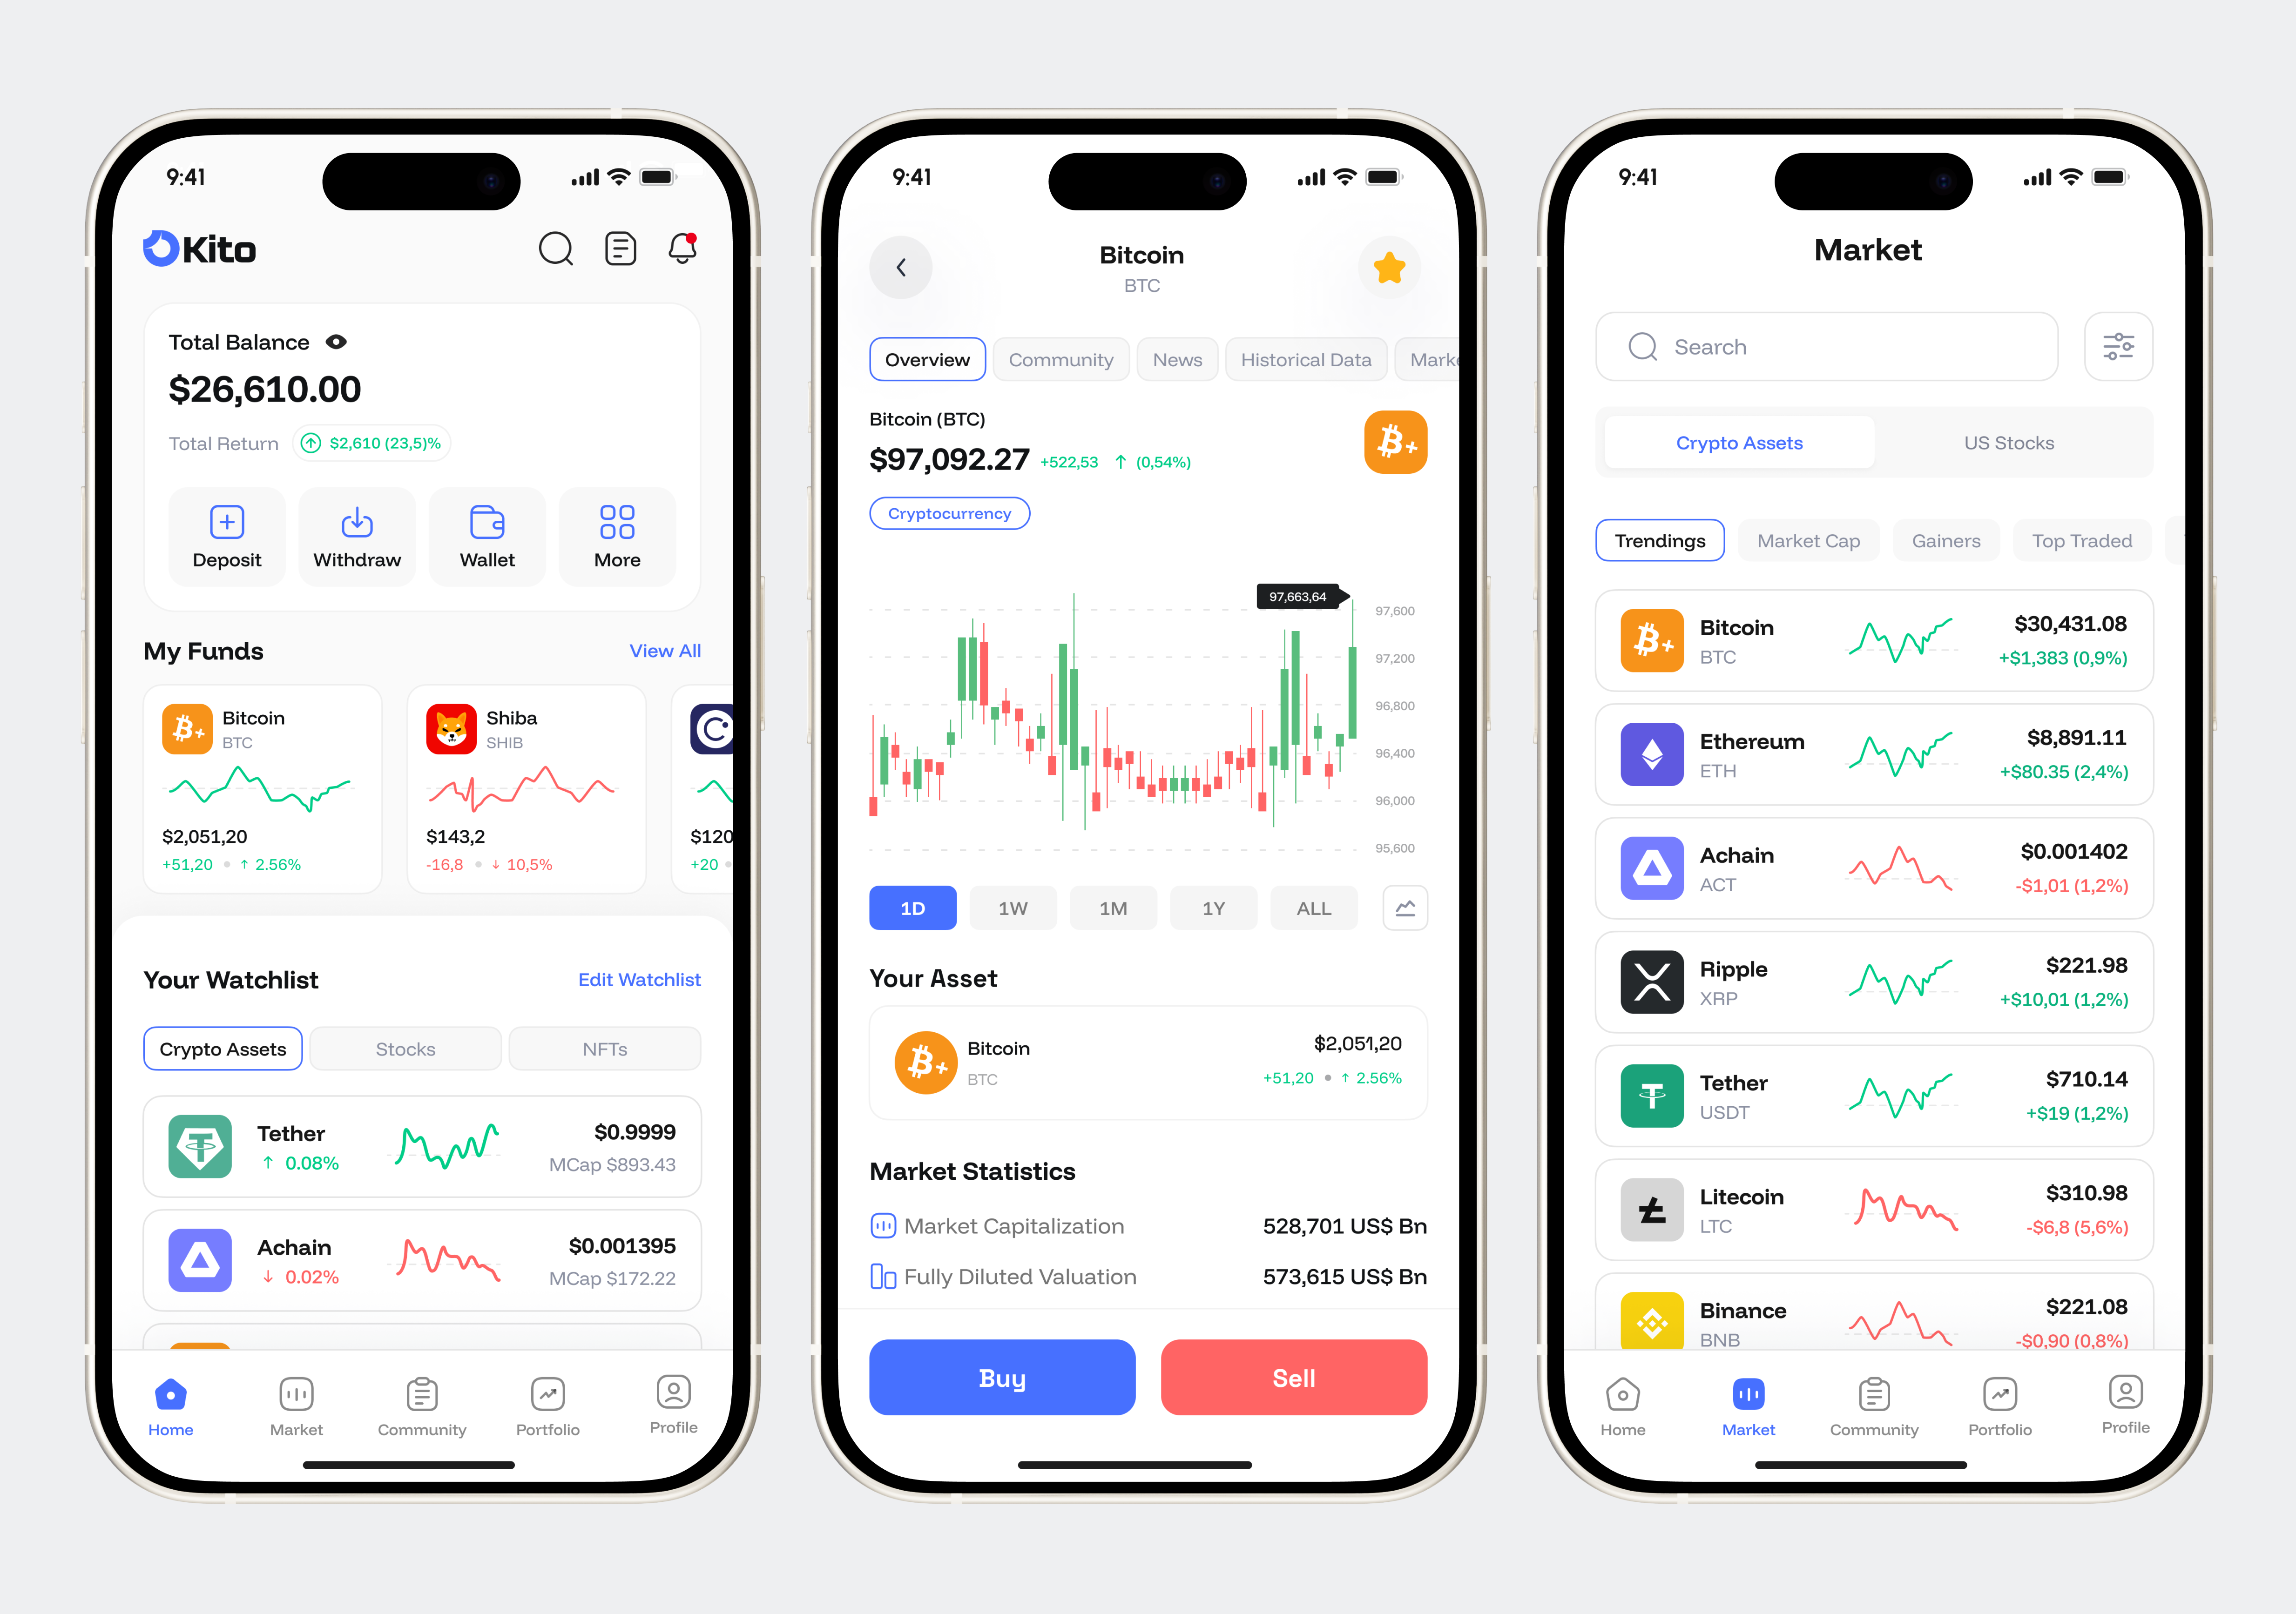 9:41
Kito
Total Balance
$26,610.00
Total Return $2,610 (23,5)%
Deposit Withdraw Wallet More
My Funds View All
Bitcoin
BTC
$2,051,20
+51,20 ↑ 2.56%
Shiba
SHIB
$143,2
-16,8 ↓ 10,5%
$120
+20
Your Watchlist Edit Watchlist
Crypto Assets Stocks NFTs
Tether $0.9999
↑ 0.08% MCap $893.43
Achain $0.001395
↓ 0.02% MCap $172.22
Home Market Community Portfolio Profile
9:41
Bitcoin
BTC
Overview Community News Historical Data Marke
Bitcoin (BTC)
$97,092.27 +522,53 ↑ (0,54%)
Cryptocurrency
97,663,64
97,600
97,200
96,800
96,400
96,000
95,600
1D 1W 1M 1Y ALL
Your Asset
Bitcoin $2,051,20
BTC +51,20 ↑ 2.56%
Market Statistics
Market Capitalization 528,701 US$ Bn
Fully Diluted Valuation 573,615 US$ Bn
Buy Sell
9:41
Market
Search
Crypto Assets US Stocks
Trendings Market Cap Gainers Top Traded
Bitcoin $30,431.08
BTC +$1,383 (0,9%)
Ethereum $8,891.11
ETH +$80.35 (2,4%)
Achain $0.001402
ACT -$1,01 (1,2%)
Ripple $221.98
XRP +$10,01 (1,2%)
Tether $710.14
USDT +$19 (1,2%)
Litecoin $310.98
LTC -$6,8 (5,6%)
Binance $221.08
BNB -$0,90 (0,8%)
Home Market Community Portfolio Profile